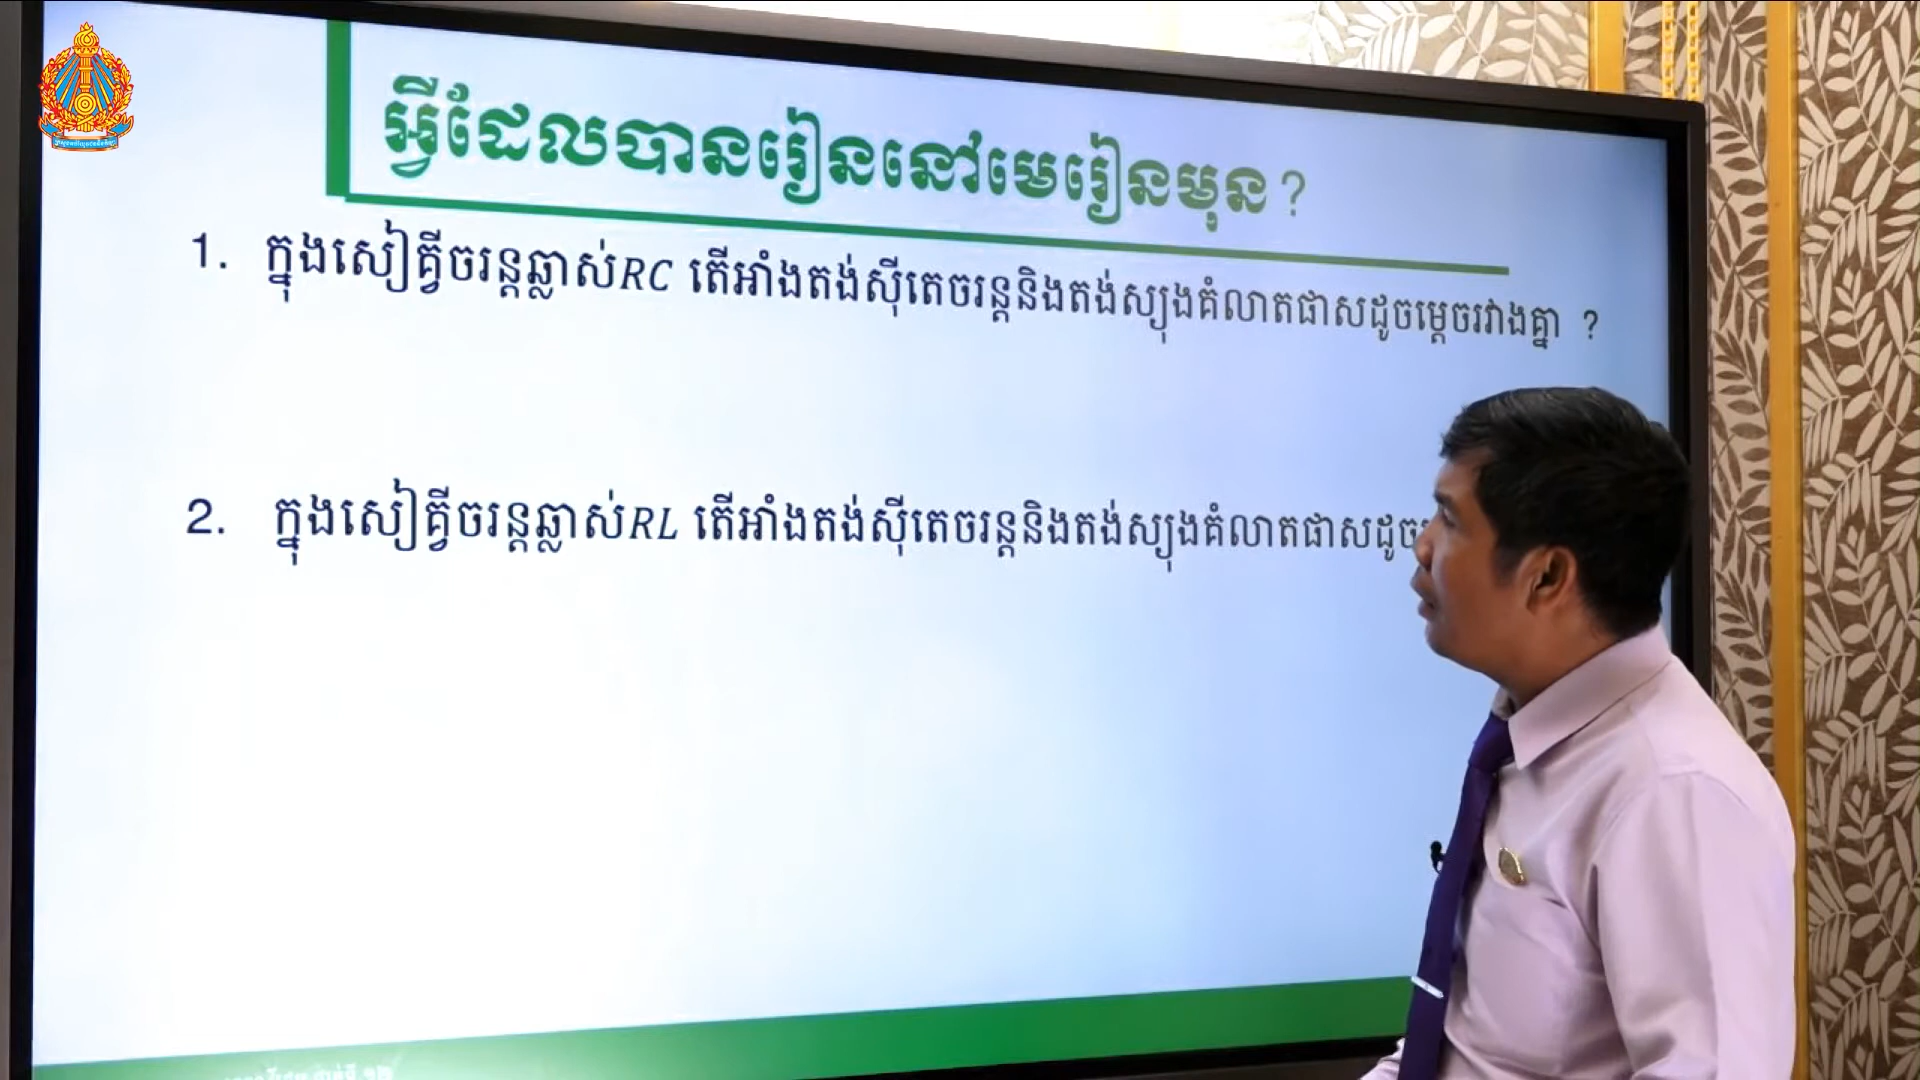 អ្វីដែលបានរៀននៅមេរៀនមុន?
1. ក្នុងសៀគ្វីចរន្តឆ្លាស់RC តើអាំងតង់ស៊ីតេចរន្តនិងតង់ស្យុងគំលាតផាសដូចម្ដេចរវាងគ្នា ?
2. ក្នុងសៀគ្វីចរន្តឆ្លាស់RL តើអាំងតង់ស៊ីតេចរន្តនិងតង់ស្យុងគំលាតផាសដូច